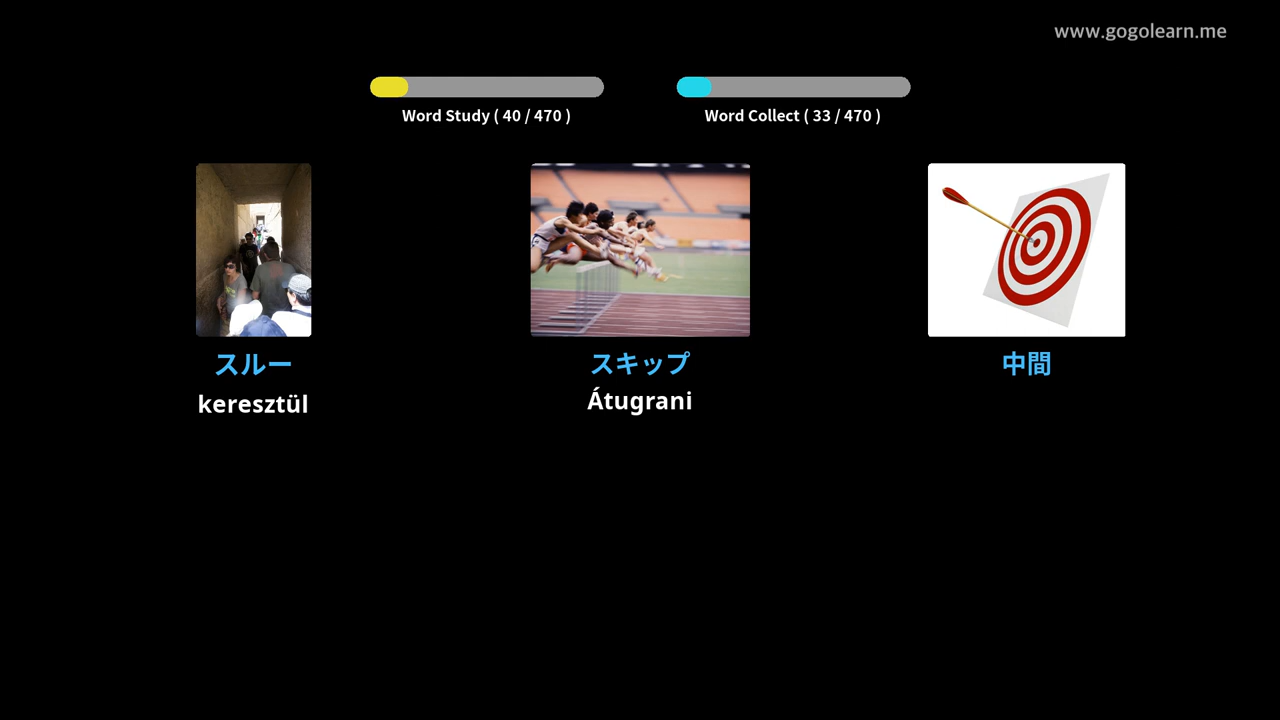 www.gogolearn.me
Word Study ( 40 / 470 )
Word Collect ( 33 / 470 )
スルー
スキップ
中間
keresztül
Átugrani